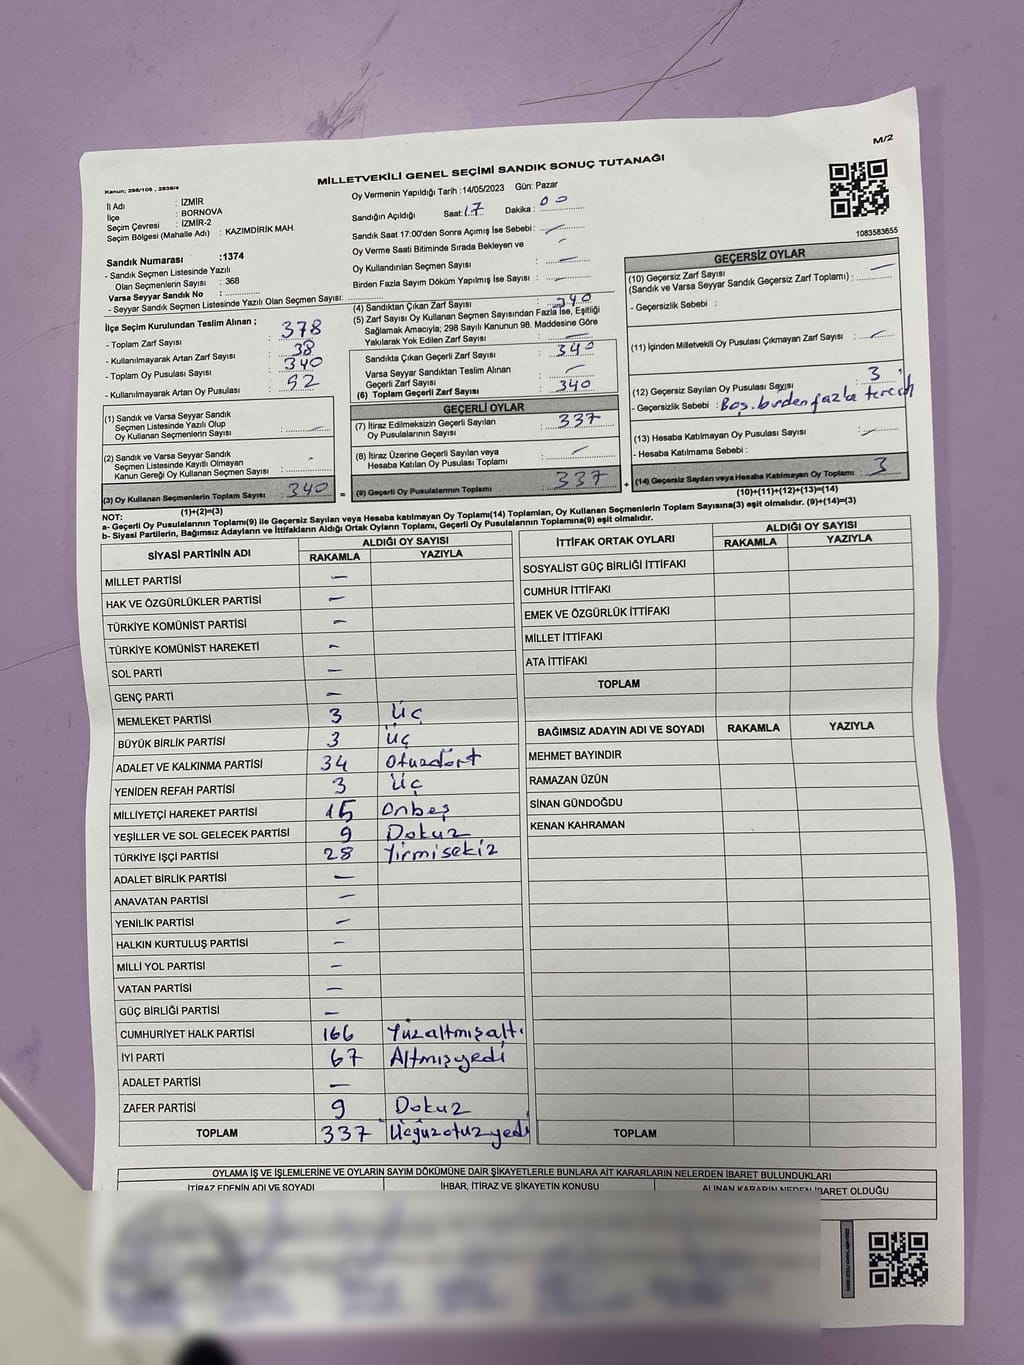 M/2
Kanun; 298/105 , 2839/4
MİLLETVEKİLİ GENEL SEÇİMİ SANDIK SONUÇ TUTANAĞI
İl Adı : İZMİR
İlçe : BORNOVA
Seçim Çevresi : İZMİR-2
Seçim Bölgesi (Mahalle Adı) : KAZIMDİRİK MAH.
Sandık Numarası :1374
- Sandık Seçmen Listesinde Yazılı
Olan Seçmenlerin Sayısı : 368
Varsa Seyyar Sandık No :
- Seyyar Sandık Seçmen Listesinde Yazılı Olan Seçmen Sayısı:
İlçe Seçim Kurulundan Teslim Alınan ;
- Toplam Zarf Sayısı : 378
- Kullanılmayarak Artan Zarf Sayısı : 38
- Toplam Oy Pusulası Sayısı : 340
- Kullanılmayarak Artan Oy Pusulası : 52
(1) Sandık ve Varsa Seyyar Sandık
Seçmen Listesinde Yazılı Olup
Oy Kullanan Seçmenlerin Sayısı : –
(2) Sandık ve Varsa Seyyar Sandık
Seçmen Listesinde Kayıtlı Olmayan
Kanun Gereği Oy Kullanan Seçmen Sayısı : -
(3) Oy Kullanan Seçmenlerin Toplam Sayısı : 340 =
(1)+(2)=(3)
Oy Vermenin Yapıldığı Tarih : 14/05/2023 Gün: Pazar
Sandığın Açıldığı Saat: 17 Dakika : 00
Sandık Saat 17:00'den Sonra Açımış İse Sebebi : –
Oy Verme Saati Bitiminde Sırada Bekleyen ve
Oy Kullandırılan Seçmen Sayısı : –
Birden Fazla Sayım Döküm Yapılmış İse Sayısı : –
(4) Sandıktan Çıkan Zarf Sayısı : 340
(5) Zarf Sayısı Oy Kullanan Seçmen Sayısından Fazla İse, Eşitliği
Sağlamak Amacıyla; 298 Sayılı Kanunun 98. Maddesine Göre
Yakılarak Yok Edilen Zarf Sayısı : –
Sandıkta Çıkan Geçerli Zarf Sayısı : 340
Varsa Seyyar Sandıktan Teslim Alınan
Geçerli Zarf Sayısı : –
(6) Toplam Geçerli Zarf Sayısı : 340
GEÇERLİ OYLAR
(7) İtiraz Edilmeksizin Geçerli Sayılan
Oy Pusulalarının Sayısı : 337
(8) İtiraz Üzerine Geçerli Sayılan veya
Hesaba Katılan Oy Pusulası Toplamı : –
(9) Geçerli Oy Pusulalarının Toplamı : 337 +
1083583655
GEÇERSİZ OYLAR
(10) Geçersiz Zarf Sayısı
(Sandık ve Varsa Seyyar Sandık Geçersiz Zarf Toplamı) : –
- Geçersizlik Sebebi :
(11) İçinden Milletvekili Oy Pusulası Çıkmayan Zarf Sayısı : –
(12) Geçersiz Sayılan Oy Pusulası Sayısı : 3
- Geçersizlik Sebebi : Boş. birden fazla tercih
(13) Hesaba Katılmayan Oy Pusulası Sayısı : –
- Hesaba Katılmama Sebebi :
(14) Geçersiz Sayılan veya Hesaba Katılmayan Oy Pusulası Toplamı : 3
(10)+(11)+(12)+(13)=(14)
NOT:
a- Geçerli Oy Pusulalarının Toplamı(9) ile Geçersiz Sayılan veya Hesaba katılmayan Oy Toplamı(14) Toplamları, Oy Kullanan Seçmenlerin Toplam Sayısına(3) eşit olmalıdır. (9)+(14)=(3)
b- Siyasi Partilerin, Bağımsız Adayların ve İttifakların Aldığı Ortak Oyların Toplamı, Geçerli Oy Pusulalarının Toplamına(9) eşit olmalıdır.
SİYASİ PARTİNİN ADI ALDIĞI OY SAYISI
RAKAMLA YAZIYLA
MİLLET PARTİSİ –
HAK VE ÖZGÜRLÜKLER PARTİSİ –
TÜRKİYE KOMÜNİST PARTİSİ –
TÜRKİYE KOMÜNİST HAREKETİ –
SOL PARTİ –
GENÇ PARTİ –
MEMLEKET PARTİSİ 3 Üç
BÜYÜK BİRLİK PARTİSİ 3 üç
ADALET VE KALKINMA PARTİSİ 34 Otuzdört
YENİDEN REFAH PARTİSİ 3 Üç
MİLLİYETÇİ HAREKET PARTİSİ 15 Onbeş
YEŞİLLER VE SOL GELECEK PARTİSİ 9 Dokuz
TÜRKİYE İŞÇİ PARTİSİ 28 Yirmisekiz
ADALET BİRLİK PARTİSİ –
ANAVATAN PARTİSİ –
YENİLİK PARTİSİ –
HALKIN KURTULUŞ PARTİSİ –
MİLLİ YOL PARTİSİ –
VATAN PARTİSİ –
GÜÇ BİRLİĞİ PARTİSİ –
CUMHURİYET HALK PARTİSİ 166 Yüzaltmışaltı
İYİ PARTİ 67 Altmışyedi
ADALET PARTİSİ –
ZAFER PARTİSİ 9 Dokuz
TOPLAM 337 Üçyüzotuzyedi
İTTİFAK ORTAK OYLARI ALDIĞI OY SAYISI
RAKAMLA YAZIYLA
SOSYALİST GÜÇ BİRLİĞİ İTTİFAKI
CUMHUR İTTİFAKI
EMEK VE ÖZGÜRLÜK İTTİFAKI
MİLLET İTTİFAKI
ATA İTTİFAKI
TOPLAM
BAĞIMSIZ ADAYIN ADI VE SOYADI RAKAMLA YAZIYLA
MEHMET BAYINDIR
RAMAZAN ÜZÜN
SİNAN GÜNDOĞDU
KENAN KAHRAMAN
TOPLAM
OYLAMA İŞ VE İŞLEMLERİNE VE OYLARIN SAYIM DÖKÜMÜNE DAİR ŞİKAYETLERLE BUNLARA AİT KARARLARIN NELERDEN İBARET BULUNDUKLARI
İTİRAZ EDENİN ADI VE SOYADI İHBAR, İTİRAZ VE ŞİKAYETİN KONUSU ALINAN KARARIN NEDEN İBARET OLDUĞU